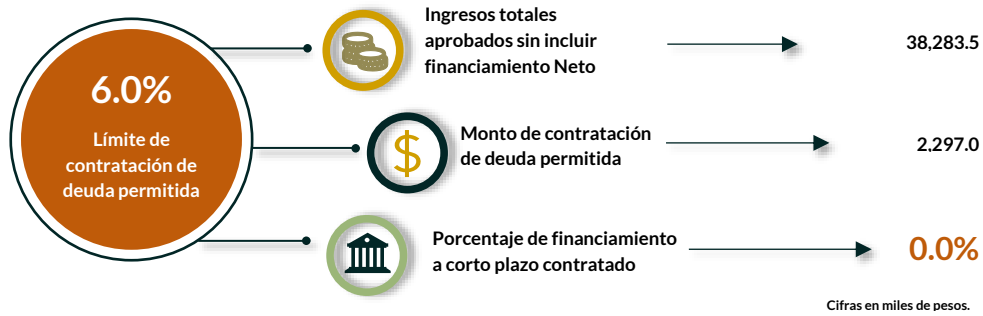 6.0%
Límite de
contratación de
deuda permitida
Ingresos totales
aprobados sin incluir
financiamiento Neto
38,283.5
$
Monto de contratación
de deuda permitida
2,297.0
Porcentaje de financiamiento
a corto plazo contratado
0.0%
Cifras en miles de pesos.